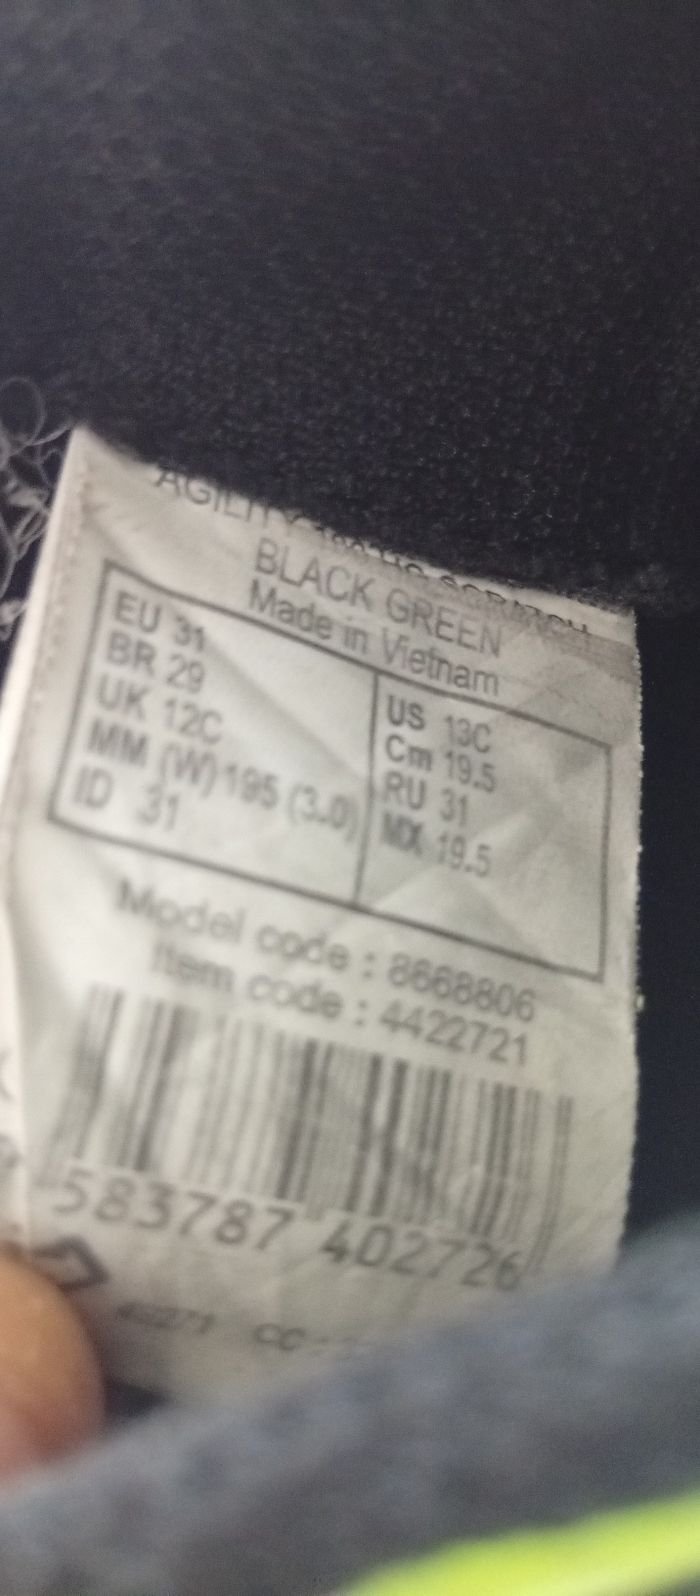 AGILITY
BLACK GREEN
Made in Vietnam
EU 31
BR 29
UK 12C
MM (W) 195 (3.0)
ID 31
US 13C
Cm 19.5
RU 31
MX 19.5
Model code : 8668806
Item code : 4422721
583787 402726